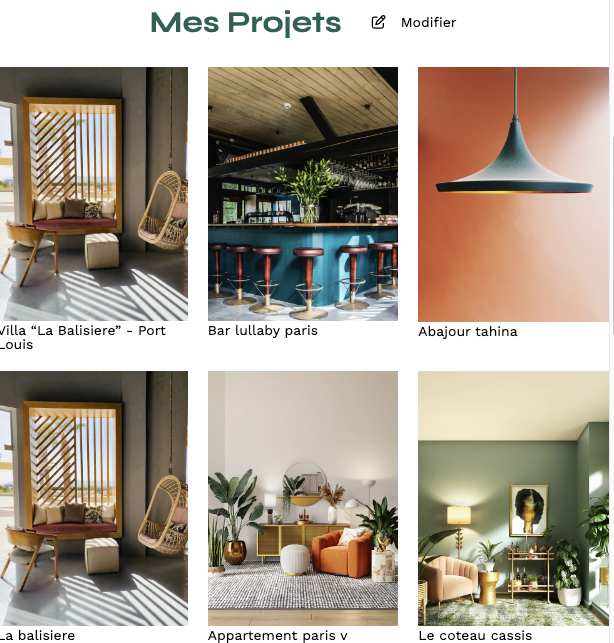 Mes Projets
Modifier
Villa “La Balisiere” - Port
Louis
Bar lullaby paris
Abajour tahina
La balisiere
Appartement paris v
Le coteau cassis